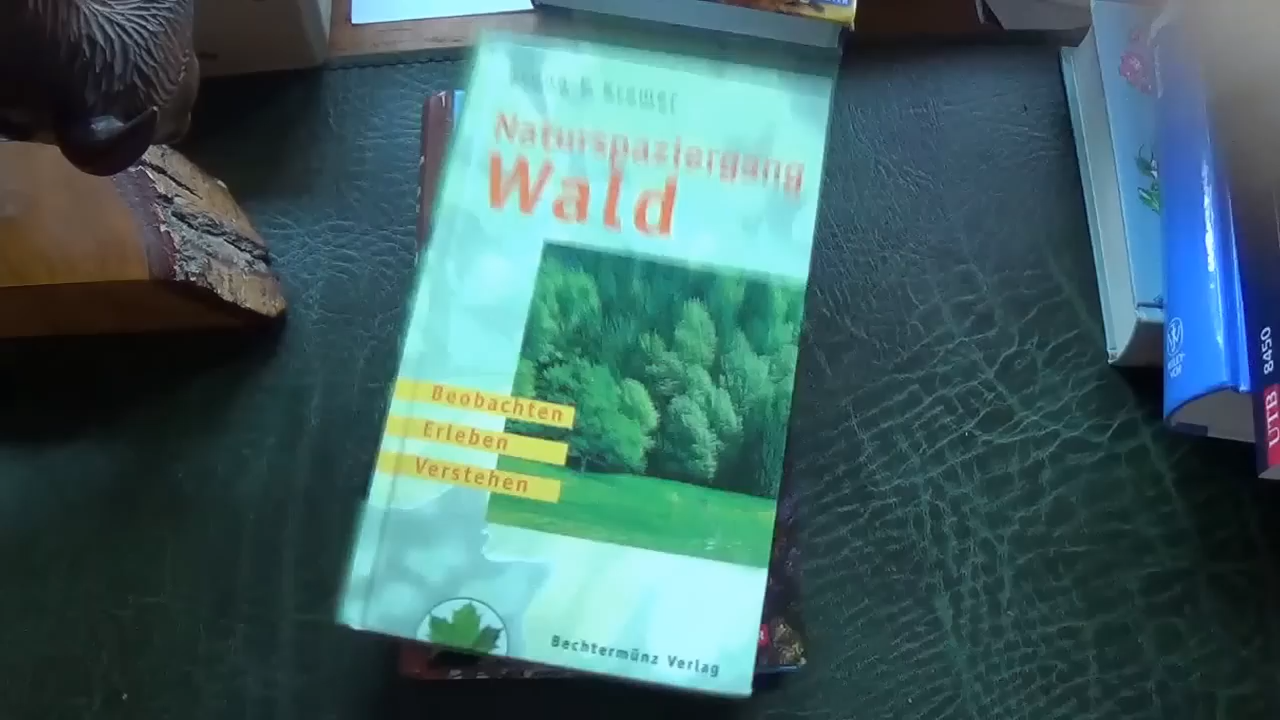 Naturspaziergang
Wald
Beobachten
Erleben
Verstehen
Bechtermünz Verlag
UTB
8450